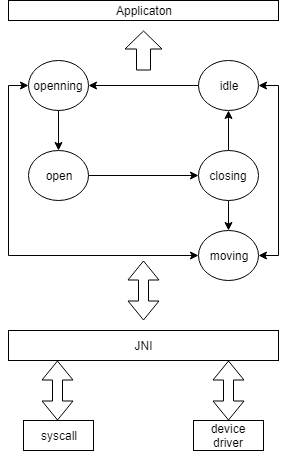 Applicaton
openning
idle
open
closing
moving
JNI
syscall
device
driver